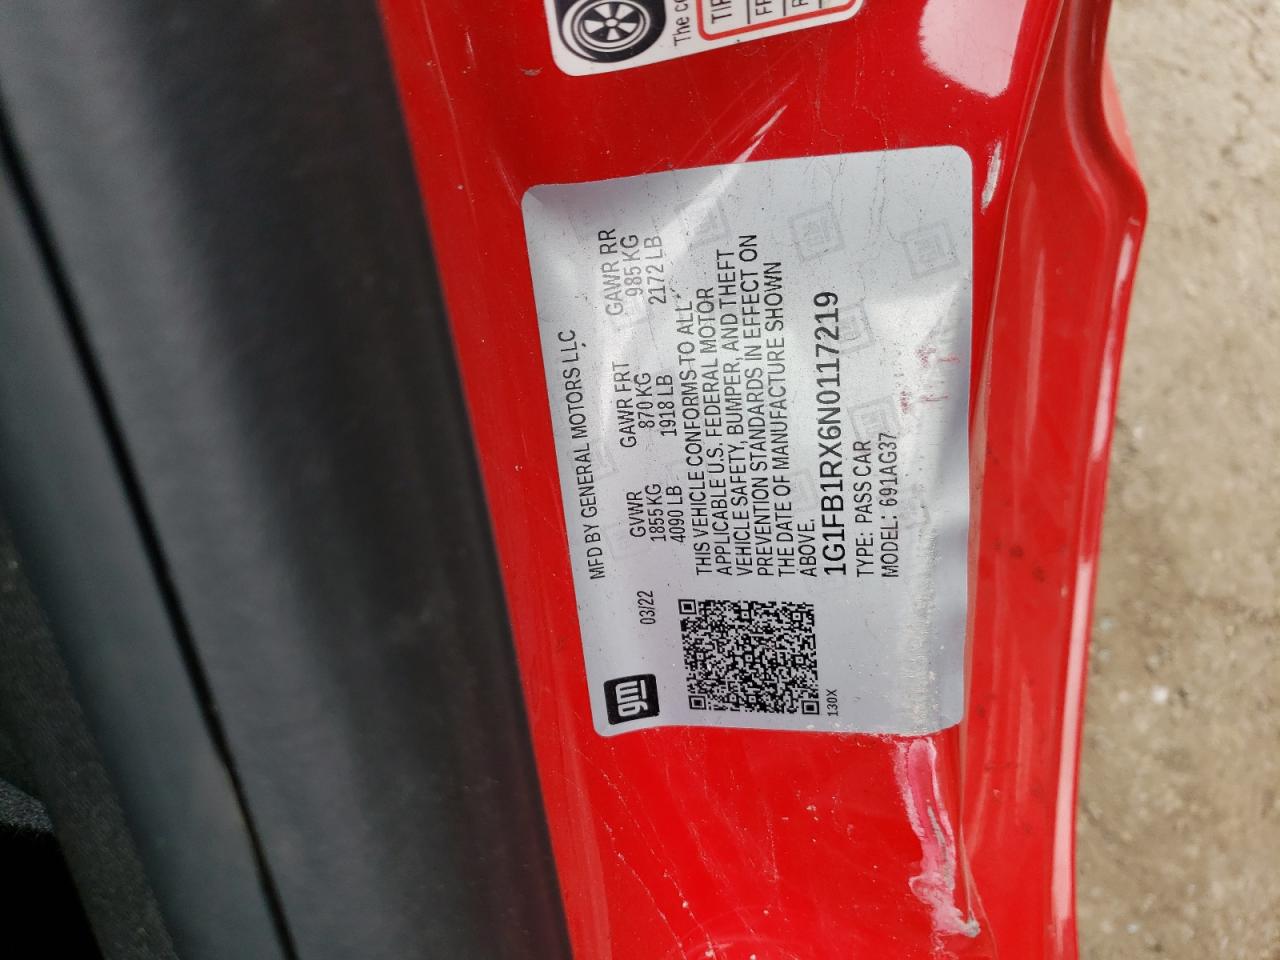 The
TIR
gm
MFD BY GENERAL MOTORS LLC
03/22
GVWR GAWR FRT GAWR RR
1855 KG 870 KG 985 KG
4090 LB 1918 LB 2172 LB
THIS VEHICLE CONFORMS TO ALL
APPLICABLE U.S. FEDERAL MOTOR
VEHICLE SAFETY, BUMPER, AND THEFT
PREVENTION STANDARDS IN EFFECT ON
THE DATE OF MANUFACTURE SHOWN
ABOVE.
1G1FB1RX6N0117219
TYPE: PASS CAR
MODEL: 691AG37
130X